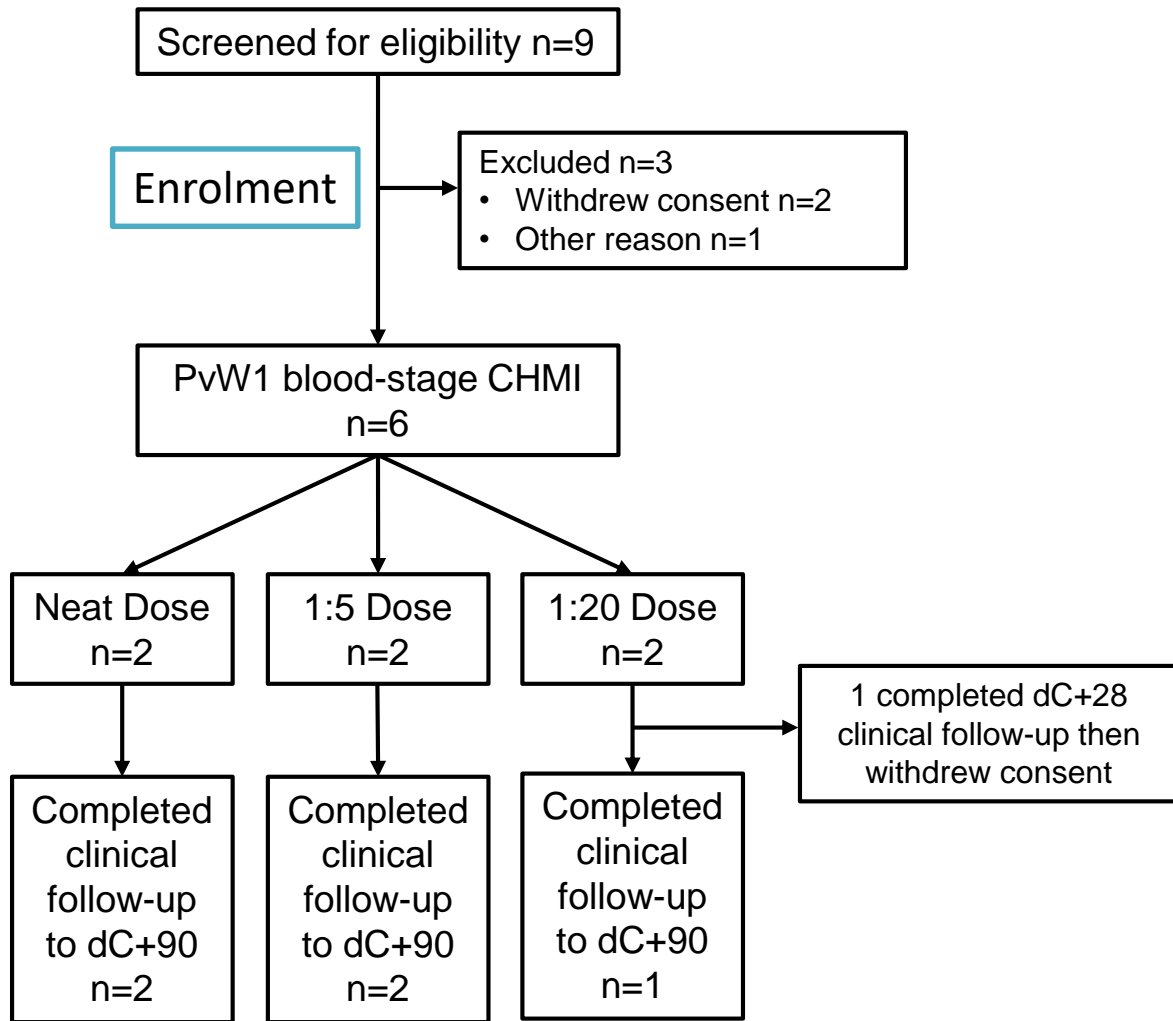 Screened for eligibility n=9
Enrolment
Excluded n=3
• Withdrew consent n=2
• Other reason n=1
PvW1 blood-stage CHMI
n=6
Neat Dose
n=2
1:5 Dose
n=2
1:20 Dose
n=2
1 completed dC+28
clinical follow-up then
withdrew consent
Completed
clinical
follow-up
to dC+90
n=2
Completed
clinical
follow-up
to dC+90
n=2
Completed
clinical
follow-up
to dC+90
n=1